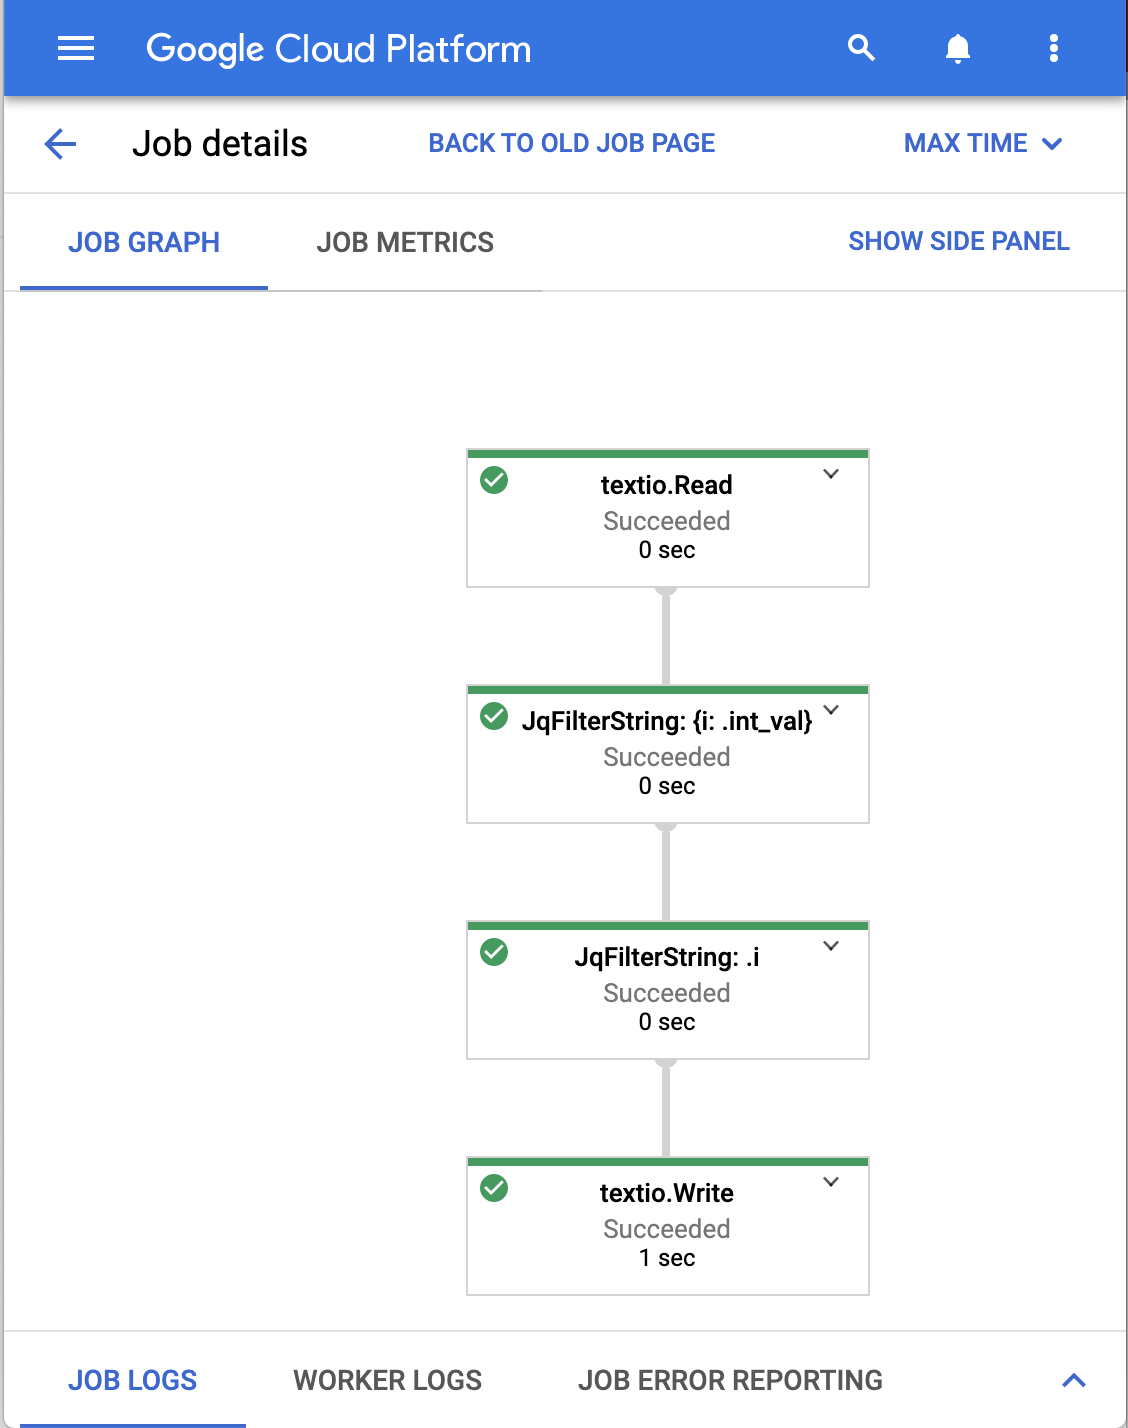 Google Cloud Platform
Job details
BACK TO OLD JOB PAGE
MAX TIME
JOB GRAPH
JOB METRICS
SHOW SIDE PANEL
textio.Read
Succeeded
0 sec
JqFilterString: {i: .int_val}
Succeeded
0 sec
JqFilterString: .i
Succeeded
0 sec
textio.Write
Succeeded
1 sec
JOB LOGS
WORKER LOGS
JOB ERROR REPORTING